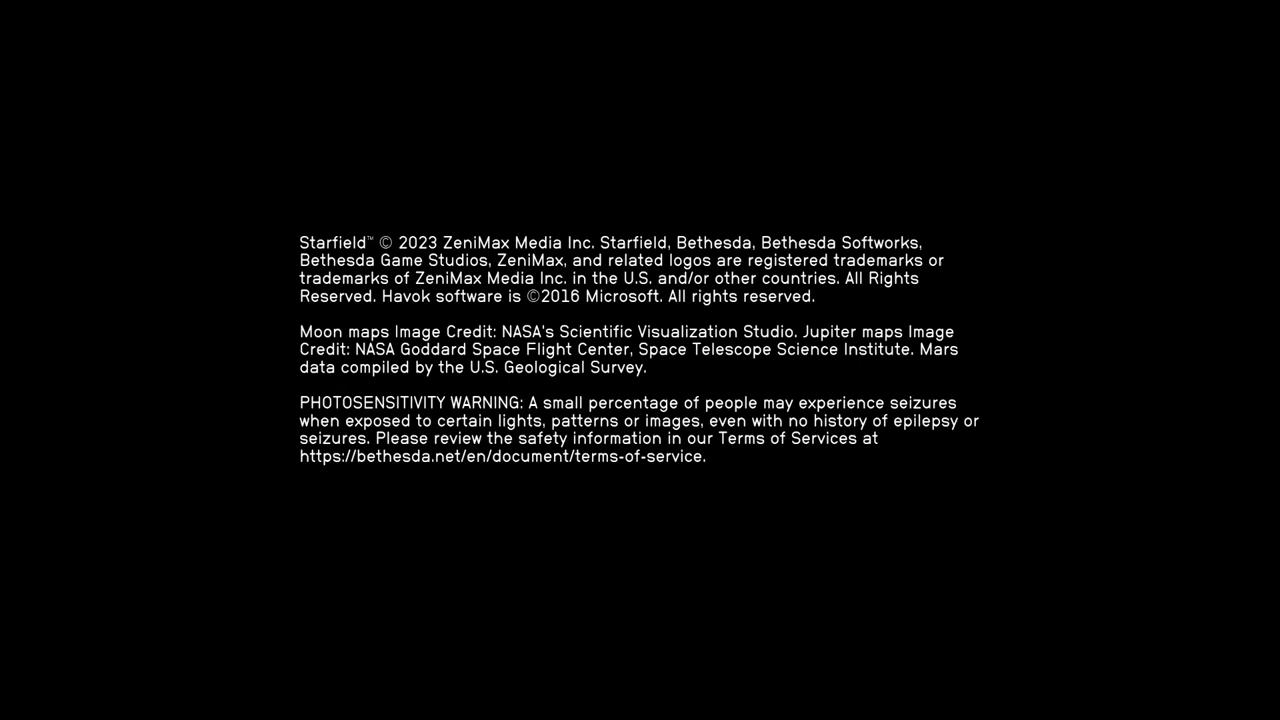 Starfield™ © 2023 ZeniMax Media Inc. Starfield, Bethesda, Bethesda Softworks,
Bethesda Game Studios, ZeniMax, and related logos are registered trademarks or
trademarks of ZeniMax Media Inc. in the U.S. and/or other countries. All Rights
Reserved. Havok software is ©2016 Microsoft. All rights reserved.
Moon maps Image Credit: NASA's Scientific Visualization Studio. Jupiter maps Image
Credit: NASA Goddard Space Flight Center, Space Telescope Science Institute. Mars
data compiled by the U.S. Geological Survey.
PHOTOSENSITIVITY WARNING: A small percentage of people may experience seizures
when exposed to certain lights, patterns or images, even with no history of epilepsy or
seizures. Please review the safety information in our Terms of Services at
https://bethesda.net/en/document/terms-of-service.